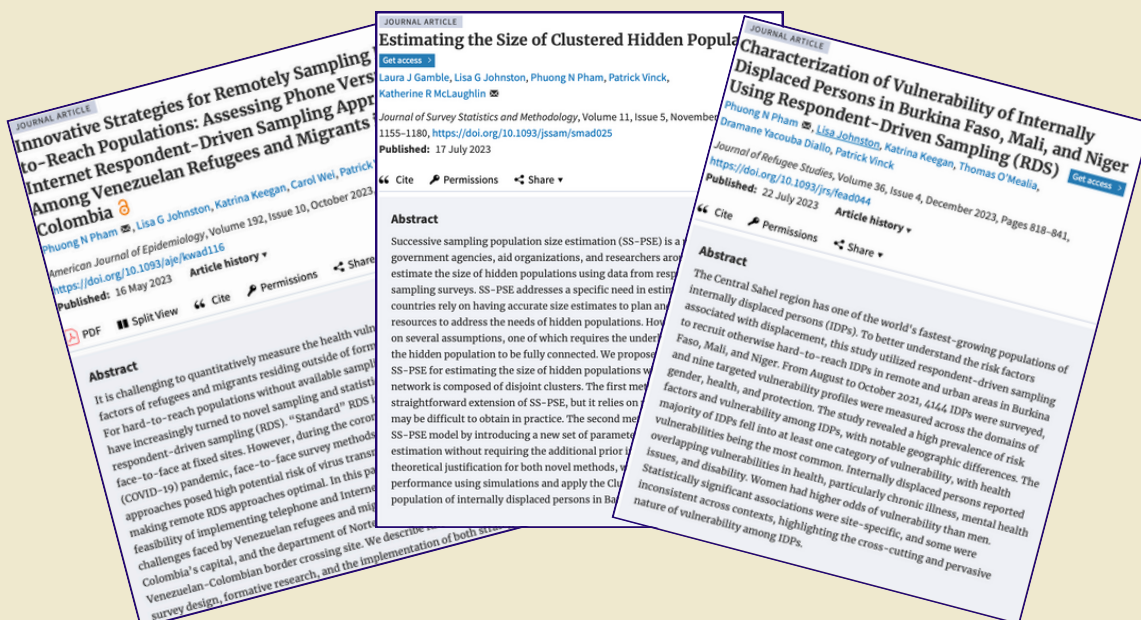 JOURNAL ARTICLE
Innovative Strategies for Remotely Sampling
to-Reach Populations: Assessing Phone Versus
Internet Respondent-Driven Sampling Appr
Among Venezuelan Refugees and Migrants
Colombia
Phuong N Pham, Lisa G Johnston, Katrina Keegan, Carol Wei, Patrick
American Journal of Epidemiology, Volume 192, Issue 10, October 2023,
https://doi.org/10.1093/aje/kwad116
Published: 16 May 2023 Article history
PDF Split View Cite Permissions Share
Abstract
It is challenging to quantitatively measure the health vuln
factors of refugees and migrants residing outside of form
For hard-to-reach populations without available sampli
have increasingly turned to novel sampling and statisti
respondent-driven sampling (RDS). “Standard” RDS i
face-to-face at fixed sites. However, during the coron
(COVID-19) pandemic, face-to-face survey methods
approaches posed high potential risk of virus transm
making remote RDS approaches optimal. In this pa
feasibility of implementing telephone and Interne
challenges faced by Venezuelan refugees and mig
Colombia's capital, and the department of Norte
Venezuelan-Colombian border crossing site. We describe
survey design, formative research, and the implementation of both stra
JOURNAL ARTICLE
Estimating the Size of Clustered Hidden Popula
Get access
Laura J Gamble, Lisa G Johnston, Phuong N Pham, Patrick Vinck,
Katherine R McLaughlin
Journal of Survey Statistics and Methodology, Volume 11, Issue 5, November
1155–1180, https://doi.org/10.1093/jssam/smad025
Published: 17 July 2023
Cite Permissions Share
Abstract
Successive sampling population size estimation (SS-PSE) is a
government agencies, aid organizations, and researchers aro
estimate the size of hidden populations using data from resp
sampling surveys. SS-PSE addresses a specific need in estim
countries rely on having accurate size estimates to plan and
resources to address the needs of hidden populations. How
on several assumptions, one of which requires the underl
the hidden population to be fully connected. We propose
SS-PSE for estimating the size of hidden populations w
network is composed of disjoint clusters. The first met
straightforward extension of SS-PSE, but it relies on
may be difficult to obtain in practice. The second me
SS-PSE model by introducing a new set of paramete
estimation without requiring the additional prior i
theoretical justification for both novel methods, w
performance using simulations and apply the Clu
population of internally displaced persons in Ba
JOURNAL ARTICLE
Characterization of Vulnerability of Internally
Displaced Persons in Burkina Faso, Mali, and Niger
Using Respondent-Driven Sampling (RDS)
Get access
Phuong N Pham, Lisa Johnston, Katrina Keegan, Thomas O’Mealia,
Dramane Yacouba Diallo, Patrick Vinck
Journal of Refugee Studies, Volume 36, Issue 4, December 2023, Pages 818–841,
https://doi.org/10.1093/jrs/fead044
Published: 22 July 2023 Article history
Cite Permissions Share
Abstract
The Central Sahel region has one of the world's fastest-growing populations of
internally displaced persons (IDPs). To better understand the risk factors
associated with displacement, this study utilized respondent-driven sampling
to recruit otherwise hard-to-reach IDPs in remote and urban areas in Burkina
Faso, Mali, and Niger. From August to October 2021, 4144 IDPs were surveyed,
and nine targeted vulnerability profiles were measured across the domains of
gender, health, and protection. The study revealed a high prevalence of risk
factors and vulnerability among IDPs, with notable geographic differences. The
majority of IDPs fell into at least one category of vulnerability, with health
vulnerabilities being the most common. Internally displaced persons reported
overlapping vulnerabilities in health, particularly chronic illness, mental health
issues, and disability. Women had higher odds of vulnerability than men.
Statistically significant associations were site-specific, and some were
inconsistent across contexts, highlighting the cross-cutting and pervasive
nature of vulnerability among IDPs.